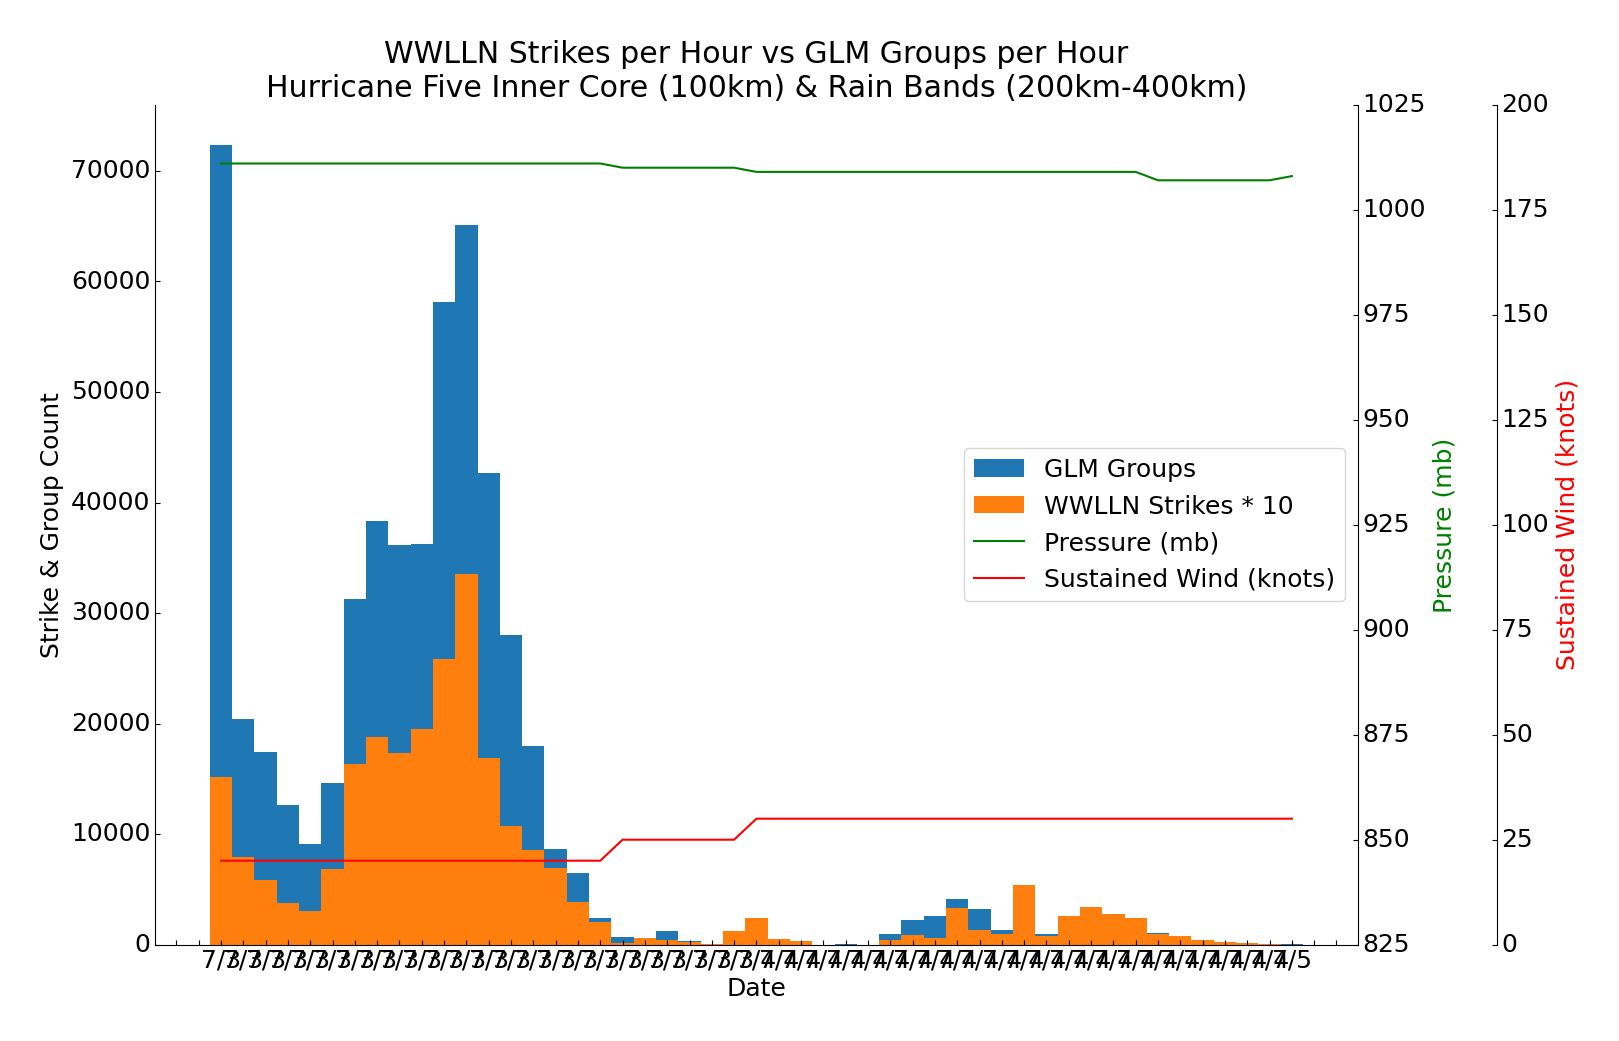 WWLLN Strikes per Hour vs GLM Groups per Hour
Hurricane Five Inner Core (100km) & Rain Bands (200km-400km)
70000
60000
50000
40000
30000
20000
10000
0
Strike & Group Count
1025
1000
975
950
925
900
875
850
825
Pressure (mb)
200
175
150
125
100
75
50
25
0
Sustained Wind (knots)
GLM Groups
WWLLN Strikes * 10
Pressure (mb)
Sustained Wind (knots)
Date